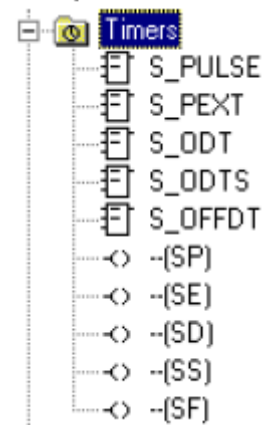 Timers
S_PULSE
S_PEXT
S_ODT
S_ODTS
S_OFFDT
--(SP)
--(SE)
--(SD)
--(SS)
--(SF)